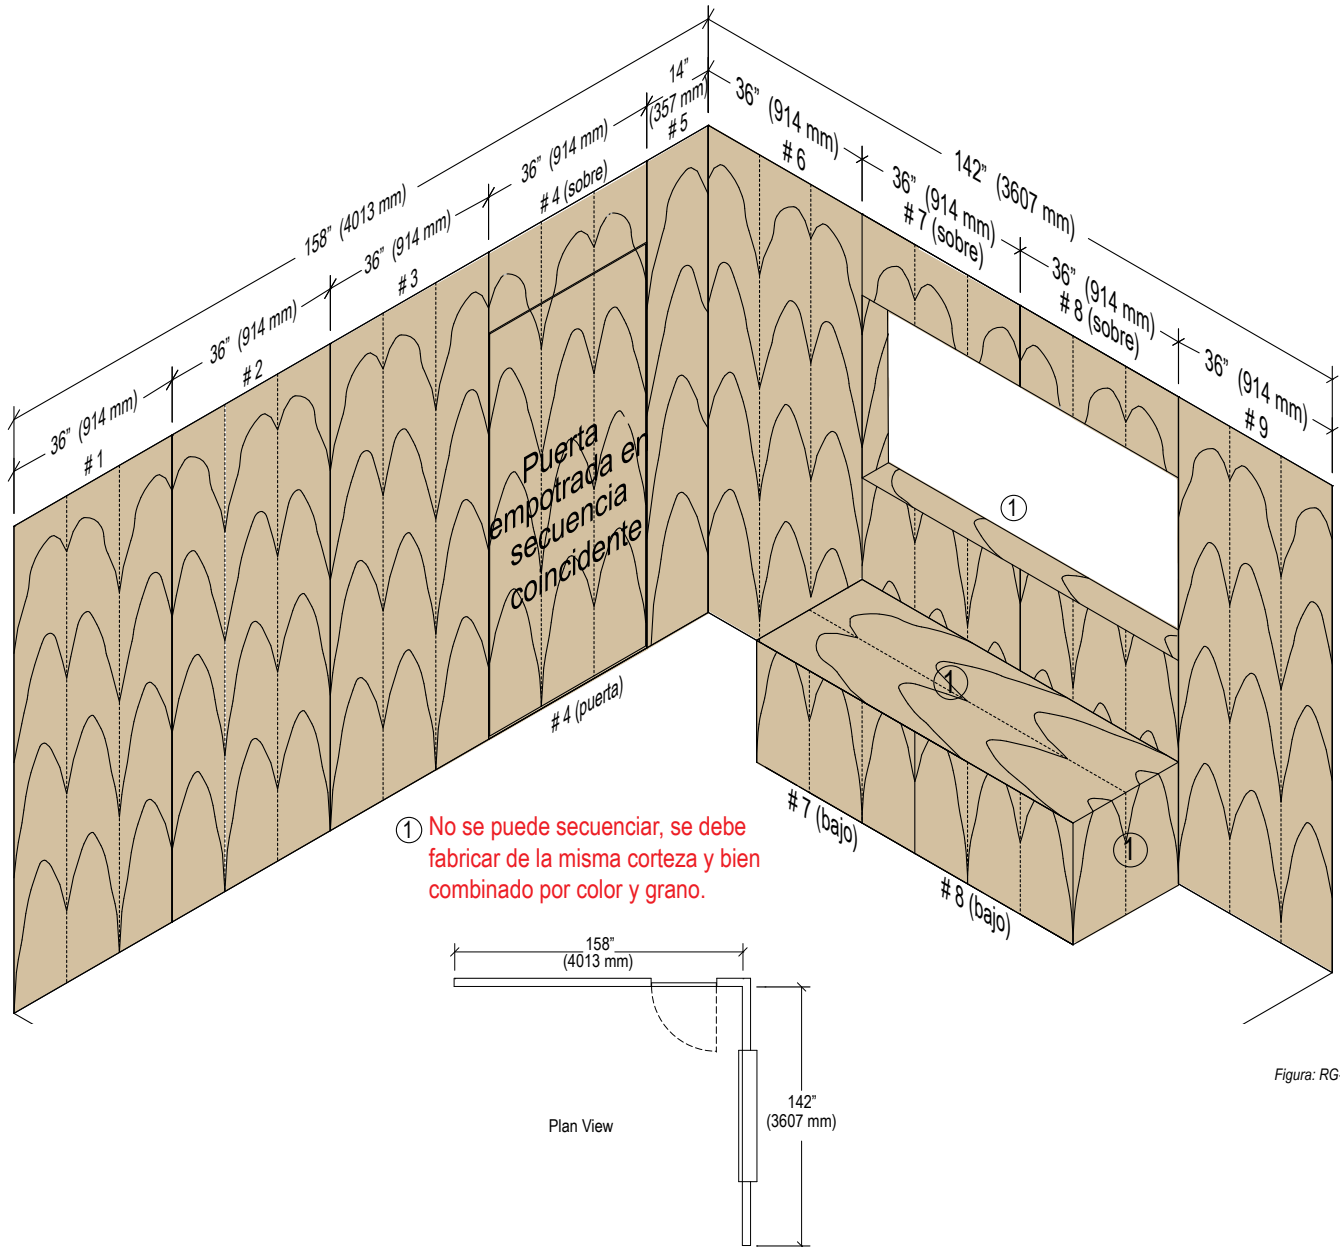 158” (4013 mm)
36” (914 mm)
# 1
36” (914 mm)
# 2
36” (914 mm)
# 3
36” (914 mm)
# 4 (sobre)
14”
(357 mm)
# 5
142” (3607 mm)
36” (914 mm)
# 6
36” (914 mm)
# 7 (sobre)
36” (914 mm)
# 8 (sobre)
36” (914 mm)
# 9
Puerta
empotrada en
secuencia
coincidente
# 4 (puerta)
1
1
1
# 7 (bajo)
# 8 (bajo)
1 No se puede secuenciar, se debe
fabricar de la misma corteza y bien
combinado por color y grano.
158”
(4013 mm)
142”
(3607 mm)
Plan View
Figura: RG